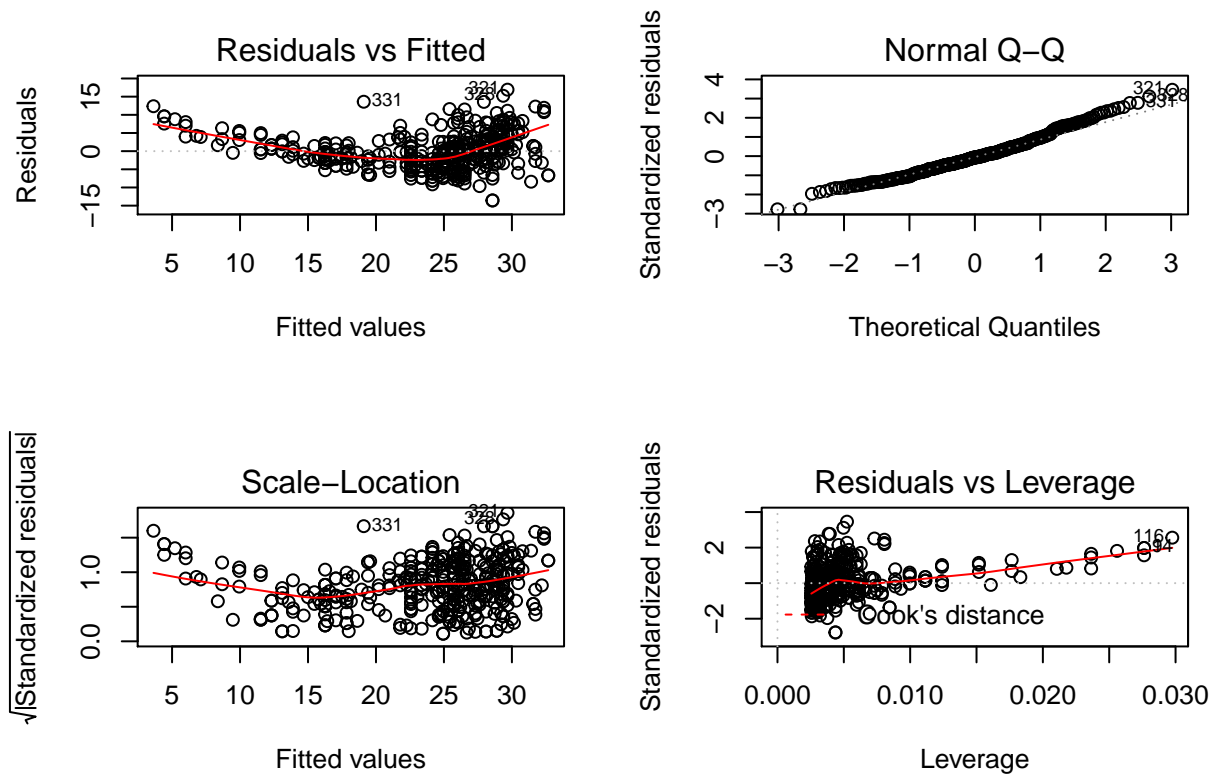 Residuals vs Fitted
Residuals
15
0
−15
331
321
328
5 10 15 20 25 30
Fitted values
Normal Q−Q
Standardized residuals
4
2
0
−3
321
−3 −2 −1 0 1 2 3
Theoretical Quantiles
Scale−Location
√|Standardized residuals|
1.0
0.0
331
321
328
5 10 15 20 25 30
Fitted values
Residuals vs Leverage
Standardized residuals
2
−2
116
94
Cook's distance
0.000 0.010 0.020 0.030
Leverage